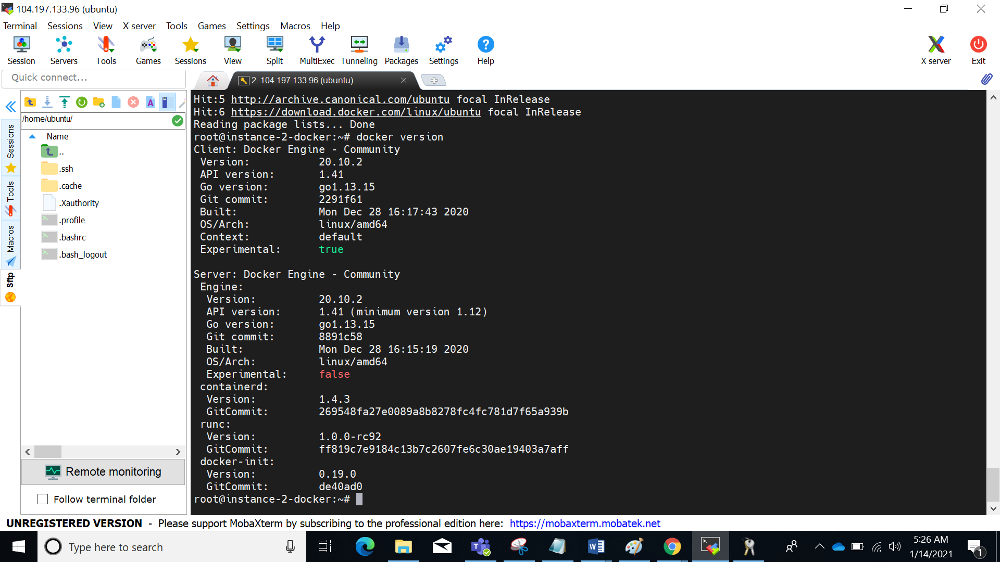 104.197.133.96 (ubuntu)
Terminal Sessions View X server Tools Games Settings Macros Help
Session Servers Tools Games Sessions View Split MultiExec Tunneling Packages Settings Help X server Exit
Quick connect...
2. 104.197.133.96 (ubuntu)
/home/ubuntu/
Name
..
.ssh
.cache
.Xauthority
.profile
.bashrc
.bash_logout
Sessions
Tools
Macros
Sftp
Remote monitoring
Follow terminal folder
Hit:5 http://archive.canonical.com/ubuntu focal InRelease
Hit:6 https://download.docker.com/linux/ubuntu focal InRelease
Reading package lists... Done
root@instance-2-docker:~# docker version
Client: Docker Engine - Community
Version: 20.10.2
API version: 1.41
Go version: go1.13.15
Git commit: 2291f61
Built: Mon Dec 28 16:17:43 2020
OS/Arch: linux/amd64
Context: default
Experimental: true
Server: Docker Engine - Community
Engine:
Version: 20.10.2
API version: 1.41 (minimum version 1.12)
Go version: go1.13.15
Git commit: 8891c58
Built: Mon Dec 28 16:15:19 2020
OS/Arch: linux/amd64
Experimental: false
containerd:
Version: 1.4.3
GitCommit: 269548fa27e0089a8b8278fc4fc781d7f65a939b
runc:
Version: 1.0.0-rc92
GitCommit: ff819c7e9184c13b7c2607fe6c30ae19403a7aff
docker-init:
Version: 0.19.0
GitCommit: de40ad0
root@instance-2-docker:~#
UNREGISTERED VERSION - Please support MobaXterm by subscribing to the professional edition here: https://mobaxterm.mobatek.net
Type here to search
5:26 AM
1/14/2021
1